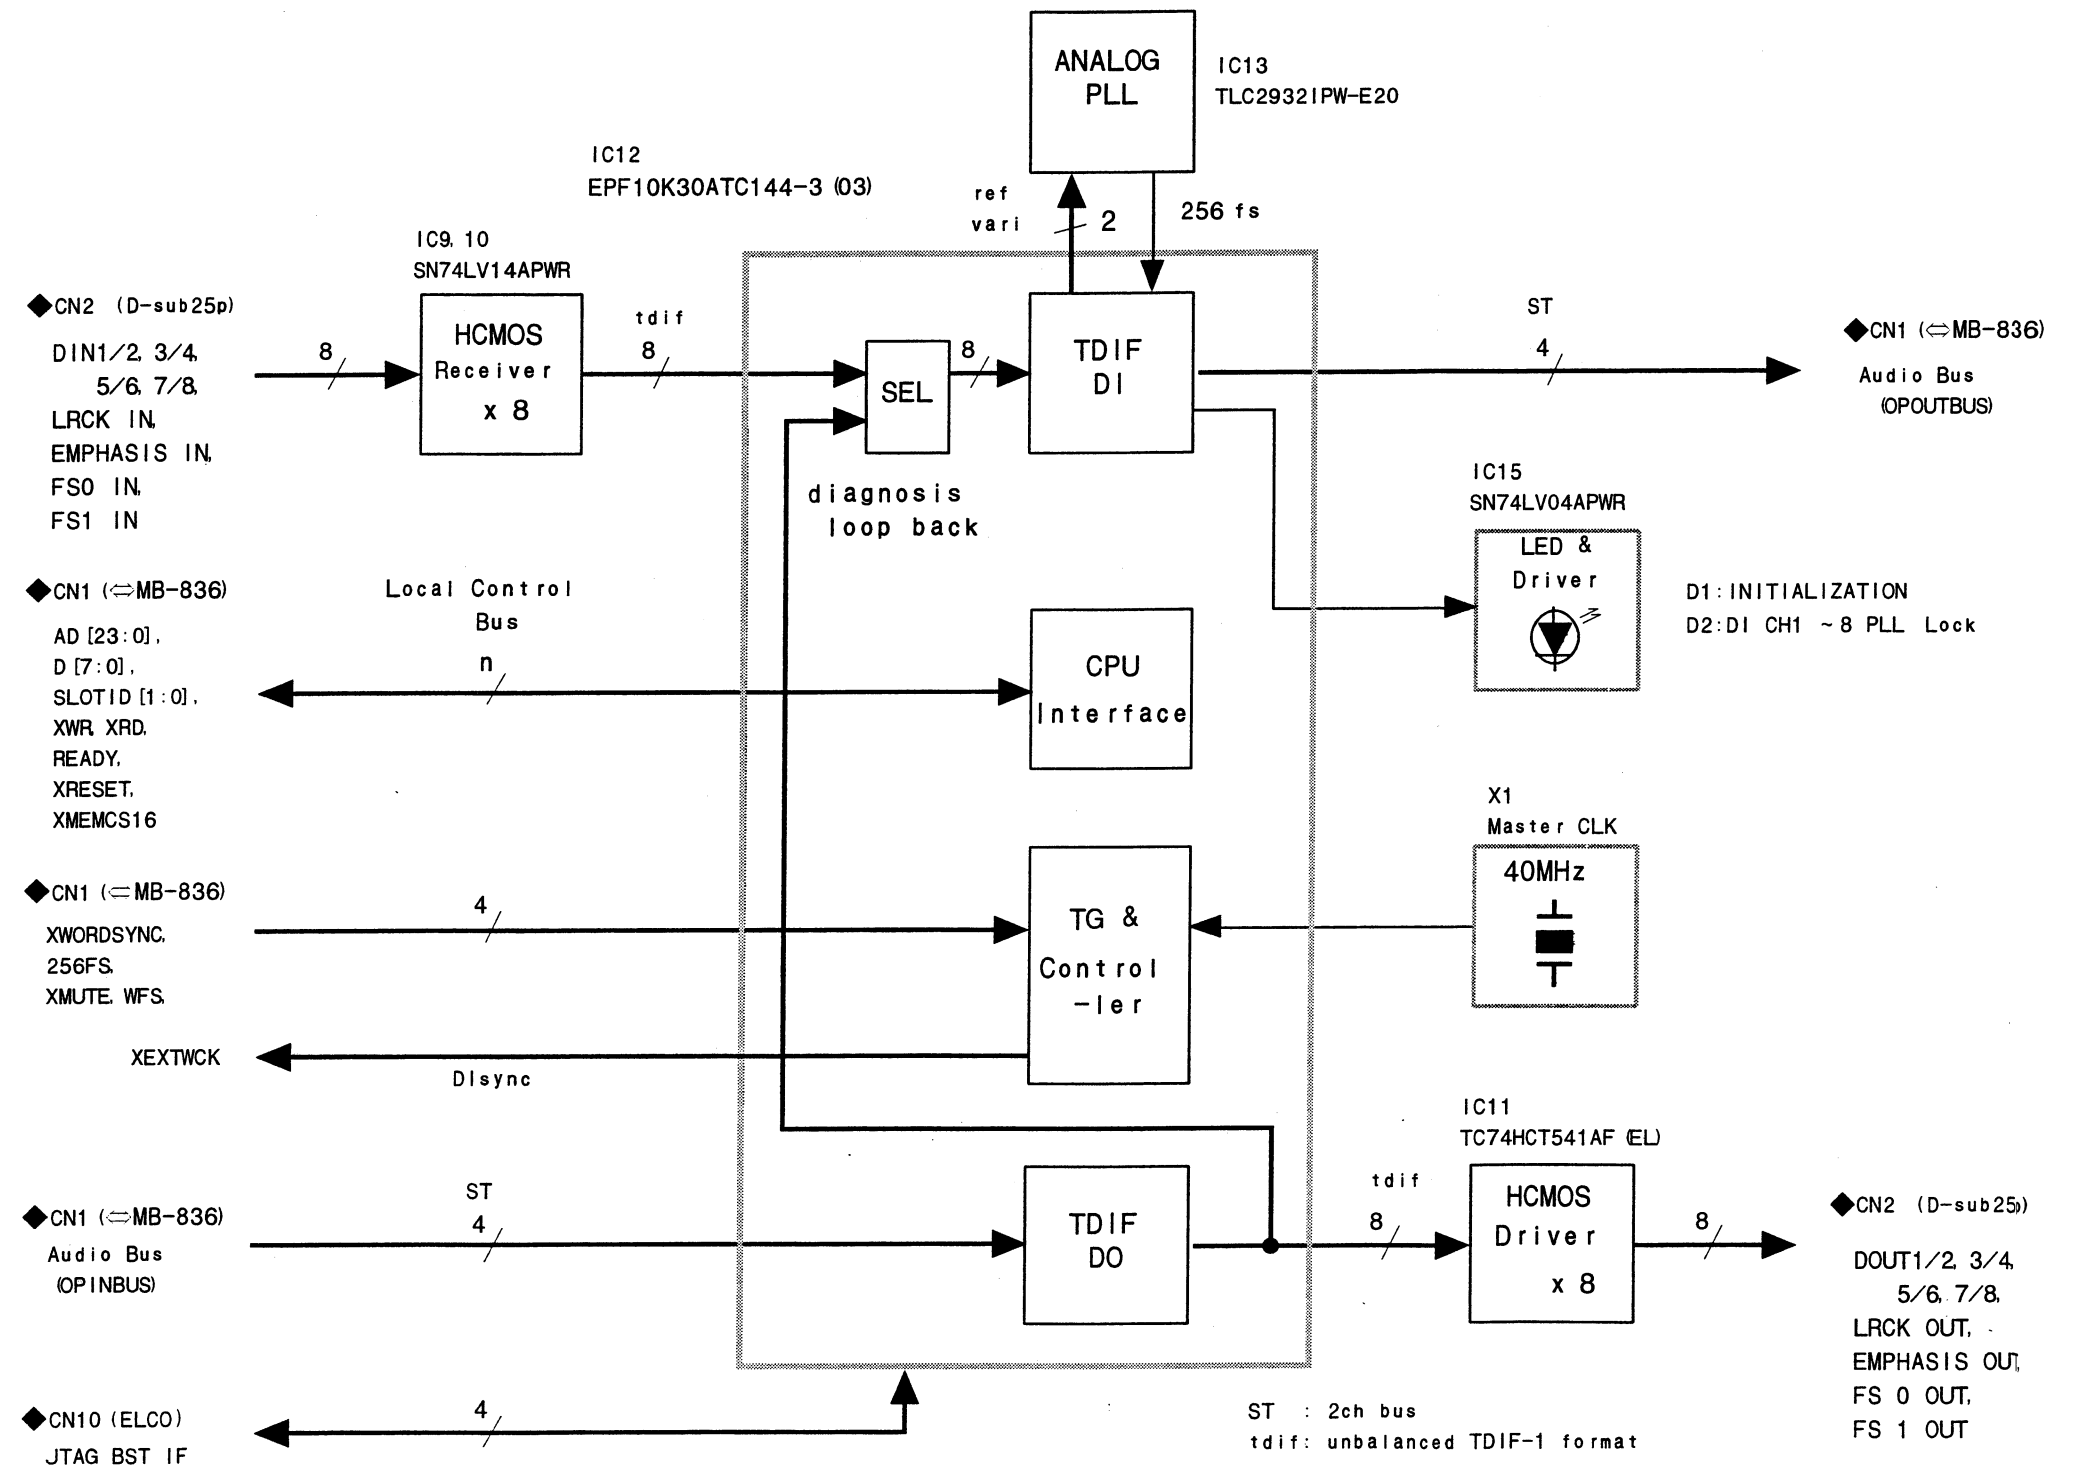 ANALOG
PLL
IC13
TLC2932IPW-E20
IC12
EPF10K30ATC144-3 (03)
ref
vari
2
256 fs
IC9, 10
SN74LV14APWR
◆CN2 (D-sub25p)
DIN1/2, 3/4,
5/6, 7/8,
LRCK IN,
EMPHASIS IN,
FS0 IN,
FS1 IN
8
HCMOS
Receiver
x 8
tdif
8
SEL
8
TDIF
DI
ST
4
◆CN1 (⇔MB-836)
Audio Bus
(OPOUTBUS)
diagnosis
loop back
IC15
SN74LV04APWR
LED &
Driver
D1:INITIALIZATION
D2:DI CH1 ~8 PLL Lock
◆CN1 (⇔MB-836)
AD [23:0],
D [7:0],
SLOTID [1:0],
XWR, XRD,
READY,
XRESET,
XMEMCS16
Local Control
Bus
n
CPU
Interface
X1
Master CLK
40MHz
◆CN1 (⇐MB-836)
XWORDSYNC,
256FS,
XMUTE, WFS,
4
TG &
Control
-ler
XEXTWCK
DIsync
IC11
TC74HCT541AF (EL)
◆CN1 (⇔MB-836)
Audio Bus
(OPINBUS)
ST
4
TDIF
DO
tdif
8
HCMOS
Driver
x 8
8
◆CN2 (D-sub25p)
DOUT1/2, 3/4,
5/6, 7/8,
LRCK OUT,
EMPHASIS OUT,
FS 0 OUT,
FS 1 OUT
◆CN10 (ELCO)
JTAG BST IF
4
ST : 2ch bus
tdif: unbalanced TDIF-1 format